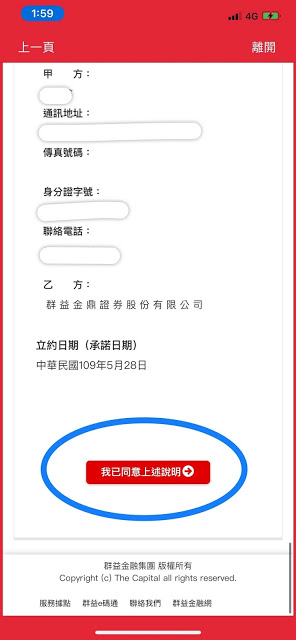 1:59
4G
上一頁
離開
甲 方：
通訊地址：
傳真號碼：
身分證字號：
聯絡電話：
乙 方：
群益金鼎證券股份有限公司
立約日期（承諾日期）
中華民國109年5月28日
我已同意上述說明
群益金融集團 版權所有
Copyright (c) The Capital all rights reserved.
服務據點 群益e碼通 聯絡我們 群益金融網